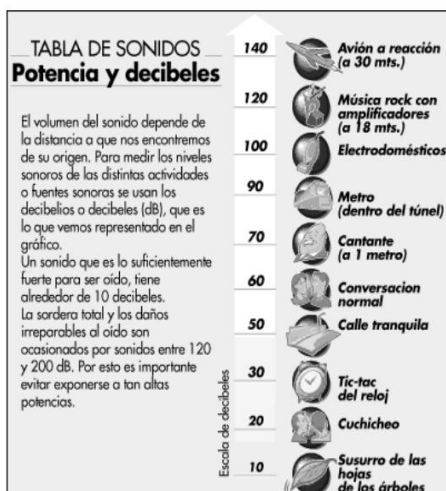 TABLA DE SONIDOS
Potencia y decibeles
El volumen del sonido depende de
la distancia a que nos encontremos
de su origen. Para medir los niveles
sonoros de las distintas actividades
o fuentes sonoras se usan los
decibelios o decibeles (dB), que es
lo que vemos representado en el
gráfico.
Un sonido que es lo suficientemente
fuerte para ser oído, tiene
alrededor de 10 decibeles.
La sordera total y los daños
irreparables al oído son
ocasionados por sonidos entre 120
y 200 dB. Por esto es importante
evitar exponerse a tan altas
potencias.
Escala de decibeles
140
Avión a reacción
(a 30 mts.)
120
Música rock con
amplificadores
(a 18 mts.)
100
Electrodomésticos
90
Metro
(dentro del túnel)
70
Cantante
(a 1 metro)
60
Conversacion
normal
50
Calle tranquila
30
Tic-tac
del reloj
20
Cuchicheo
10
Susurro de las
hojas
de los árboles